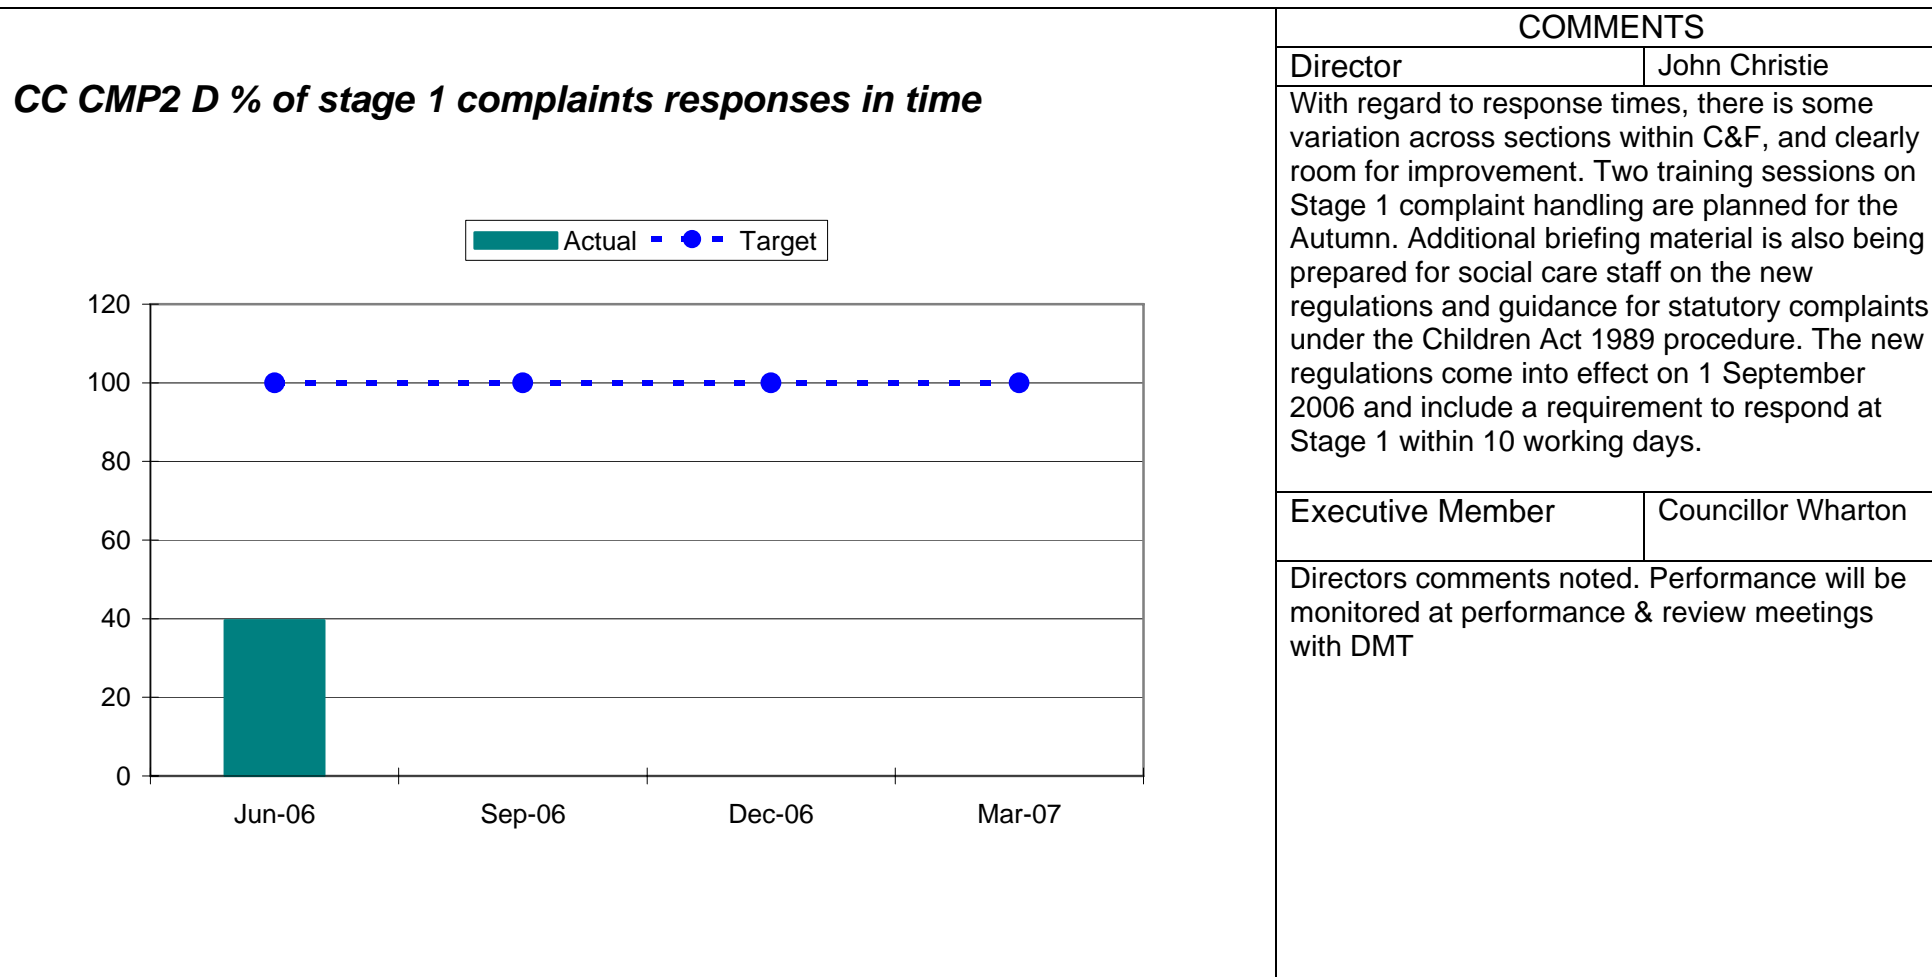 CC CMP2 D % of stage 1 complaints responses in time
Actual Target
120
100
80
60
40
20
0
Jun-06 Sep-06 Dec-06 Mar-07
COMMENTS
Director John Christie
With regard to response times, there is some
variation across sections within C&F, and clearly
room for improvement. Two training sessions on
Stage 1 complaint handling are planned for the
Autumn. Additional briefing material is also being
prepared for social care staff on the new
regulations and guidance for statutory complaints
under the Children Act 1989 procedure. The new
regulations come into effect on 1 September
2006 and include a requirement to respond at
Stage 1 within 10 working days.
Executive Member Councillor Wharton
Directors comments noted. Performance will be
monitored at performance & review meetings
with DMT